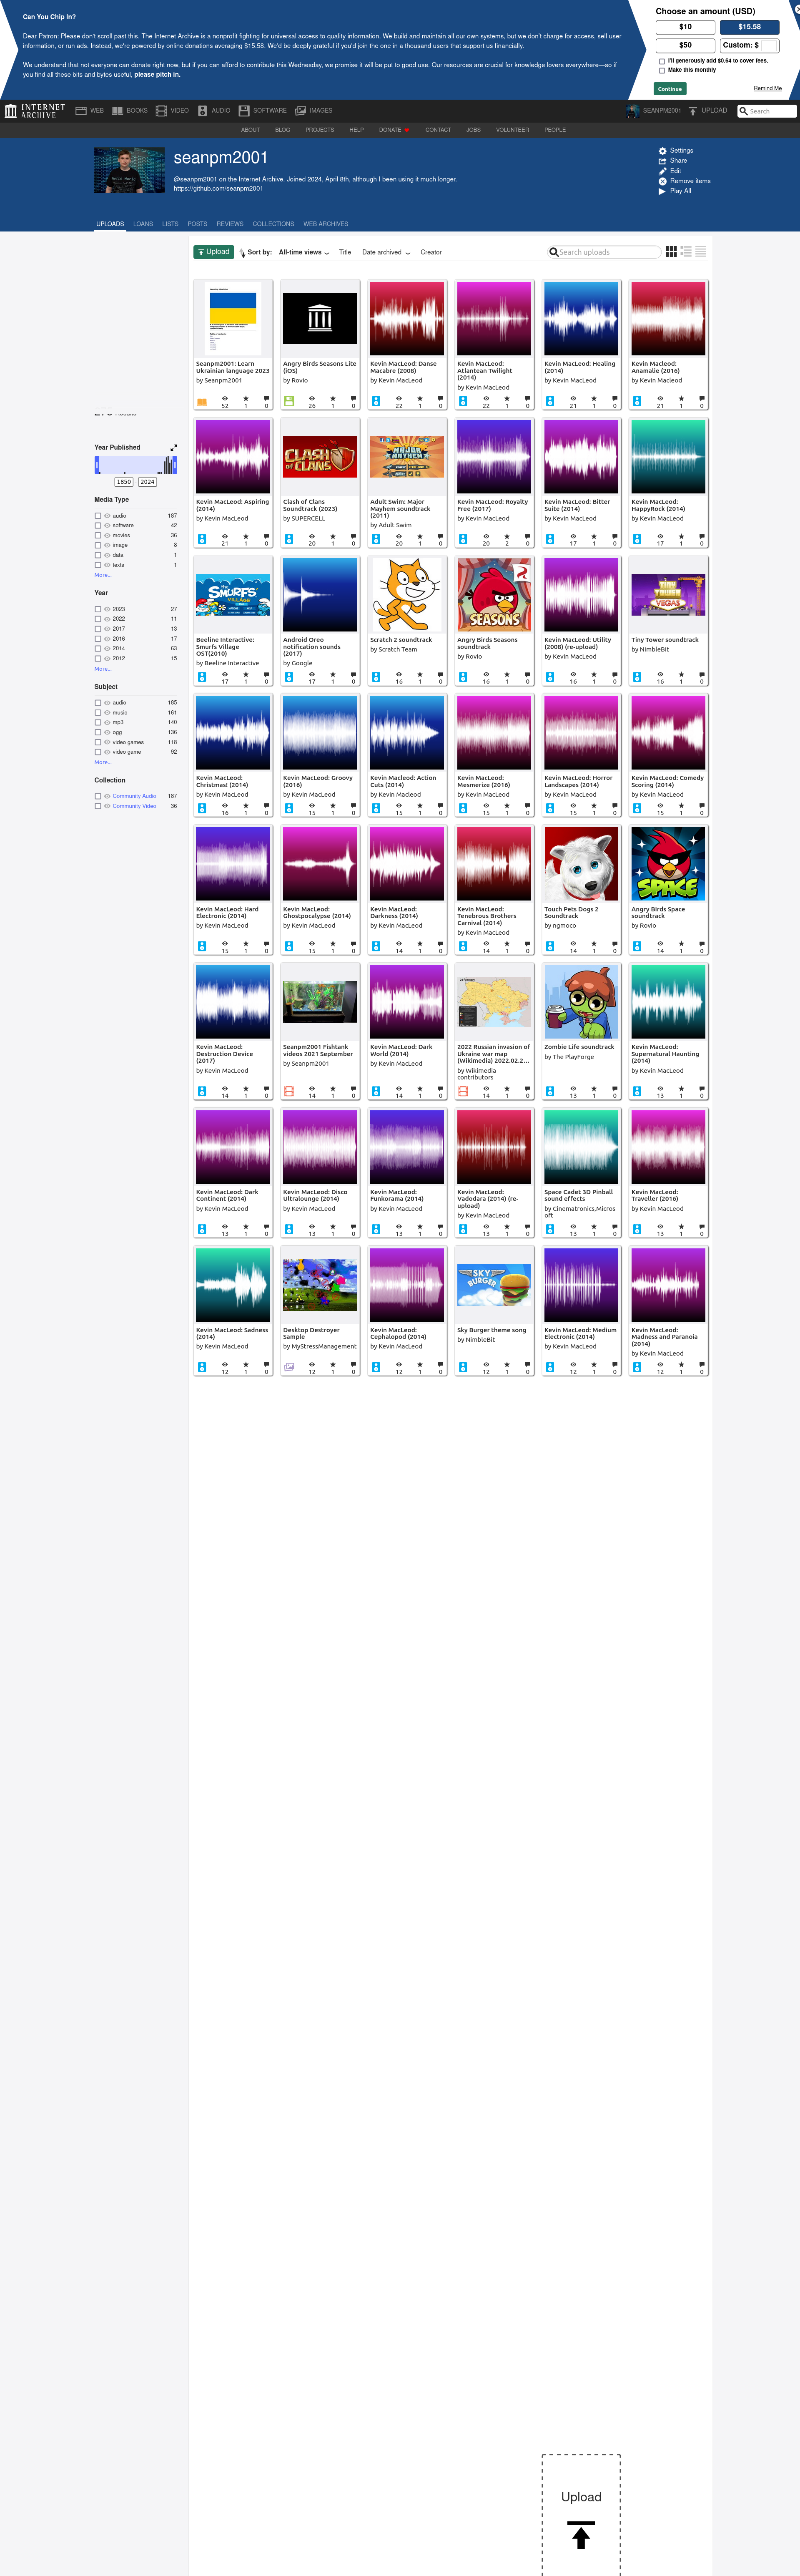 Can You Chip In?
Dear Patron: Please don't scroll past this. The Internet Archive is a nonprofit fighting for universal access to quality information. We build and maintain all our own systems, but we don't charge for access, sell user
information, or run ads. Instead, we're powered by online donations averaging $15.58. We'd be deeply grateful if you'd join the one in a thousand users that support us financially.
We understand that not everyone can donate right now, but if you can afford to contribute this Wednesday, we promise it will be put to good use. Our resources are crucial for knowledge lovers everywhere—so if
you find all these bits and bytes useful, please pitch in.
Choose an amount (USD)
$10 $15.58
$50 Custom: $
I'll generously add $0.64 to cover fees.
Make this monthly
Continue Remind Me
INTERNET ARCHIVE WEB BOOKS VIDEO AUDIO SOFTWARE IMAGES SEANPM2001 UPLOAD Search
ABOUT BLOG PROJECTS HELP DONATE CONTACT JOBS VOLUNTEER PEOPLE
seanpm2001
@seanpm2001 on the Internet Archive. Joined 2024, April 8th, although I been using it much longer.
https://github.com/seanpm2001
Settings
Share
Edit
Remove items
Play All
UPLOADS LOANS LISTS POSTS REVIEWS COLLECTIONS WEB ARCHIVES
Upload Sort by: All-time views Title Date archived Creator Search uploads
Year Published
1850 - 2024
Media Type
audio 187
software 42
movies 36
image 8
data 1
texts 1
More...
Year
2023 27
2022 11
2017 13
2016 17
2014 63
2012 15
More...
Subject
audio 185
music 161
mp3 140
ogg 136
video games 118
video game 92
More...
Collection
Community Audio 187
Community Video 36
Seanpm2001: Learn
Ukrainian language 2023
by Seanpm2001
52 1 0
Angry Birds Seasons Lite
(iOS)
by Rovio
26 1 0
Kevin MacLeod: Danse
Macabre (2008)
by Kevin MacLeod
22 1 0
Kevin MacLeod:
Atlantean Twilight
(2014)
by Kevin MacLeod
22 1 0
Kevin MacLeod: Healing
(2014)
by Kevin MacLeod
21 1 0
Kevin Macleod:
Anamalie (2016)
by Kevin Macleod
21 1 0
Kevin MacLeod: Aspiring
(2014)
by Kevin MacLeod
21 1 0
CLASH of CLANS
Clash of Clans
Soundtrack (2023)
by SUPERCELL
20 1 0
MAJOR MAYHEM
Adult Swim: Major
Mayhem soundtrack
(2011)
by Adult Swim
20 1 0
Kevin MacLeod: Royalty
Free (2017)
by Kevin MacLeod
20 2 0
Kevin MacLeod: Bitter
Suite (2014)
by Kevin MacLeod
17 1 0
Kevin MacLeod:
HappyRock (2014)
by Kevin MacLeod
17 1 0
SMURFS' VILLAGE
Beeline Interactive:
Smurfs Village
OST(2010)
by Beeline Interactive
17 1 0
Android Oreo
notification sounds
(2017)
by Google
17 1 0
Scratch 2 soundtrack
by Scratch Team
16 1 0
SEASONS
Angry Birds Seasons
soundtrack
by Rovio
16 1 0
Kevin MacLeod: Utility
(2008) (re-upload)
by Kevin MacLeod
16 1 0
TINY TOWER VEGAS
Tiny Tower soundtrack
by NimbleBit
16 1 0
Kevin MacLeod:
Christmas! (2014)
by Kevin MacLeod
16 1 0
Kevin MacLeod: Groovy
(2016)
by Kevin MacLeod
15 1 0
Kevin Macleod: Action
Cuts (2014)
by Kevin Macleod
15 1 0
Kevin MacLeod:
Mesmerize (2016)
by Kevin MacLeod
15 1 0
Kevin MacLeod: Horror
Landscapes (2014)
by Kevin MacLeod
15 1 0
Kevin MacLeod: Comedy
Scoring (2014)
by Kevin MacLeod
15 1 0
Kevin MacLeod: Hard
Electronic (2014)
by Kevin MacLeod
15 1 0
Kevin MacLeod:
Ghostpocalypse (2014)
by Kevin MacLeod
15 1 0
Kevin MacLeod:
Darkness (2014)
by Kevin MacLeod
14 1 0
Kevin MacLeod:
Tenebrous Brothers
Carnival (2014)
by Kevin MacLeod
14 1 0
Touch Pets Dogs 2
Soundtrack
by ngmoco
14 1 0
SPACE
Angry Birds Space
soundtrack
by Rovio
14 1 0
Kevin MacLeod:
Destruction Device
(2017)
by Kevin MacLeod
14 1 0
Seanpm2001 Fishtank
videos 2021 September
by Seanpm2001
14 1 0
Kevin MacLeod: Dark
World (2014)
by Kevin MacLeod
14 1 0
2022 Russian invasion of
Ukraine war map
(Wikimedia) 2022.02.2...
by Wikimedia
contributors
14 1 0
Zombie Life soundtrack
by The PlayForge
13 1 0
Kevin MacLeod:
Supernatural Haunting
(2014)
by Kevin MacLeod
13 1 0
Kevin MacLeod: Dark
Continent (2014)
by Kevin MacLeod
13 1 0
Kevin MacLeod: Disco
Ultralounge (2014)
by Kevin MacLeod
13 1 0
Kevin MacLeod:
Funkorama (2014)
by Kevin MacLeod
13 1 0
Kevin MacLeod:
Vadodara (2014) (re-
upload)
by Kevin MacLeod
13 1 0
Space Cadet 3D Pinball
sound effects
by Cinematronics,Micros
oft
13 1 0
Kevin MacLeod:
Traveller (2016)
by Kevin MacLeod
13 1 0
Kevin MacLeod: Sadness
(2014)
by Kevin MacLeod
12 1 0
Desktop Destroyer
Sample
by MyStressManagement
12 1 0
Kevin MacLeod:
Cephalopod (2014)
by Kevin MacLeod
12 1 0
SKY BURGER
Sky Burger theme song
by NimbleBit
12 1 0
Kevin MacLeod: Medium
Electronic (2014)
by Kevin MacLeod
12 1 0
Kevin MacLeod:
Madness and Paranoia
(2014)
by Kevin MacLeod
12 1 0
Upload